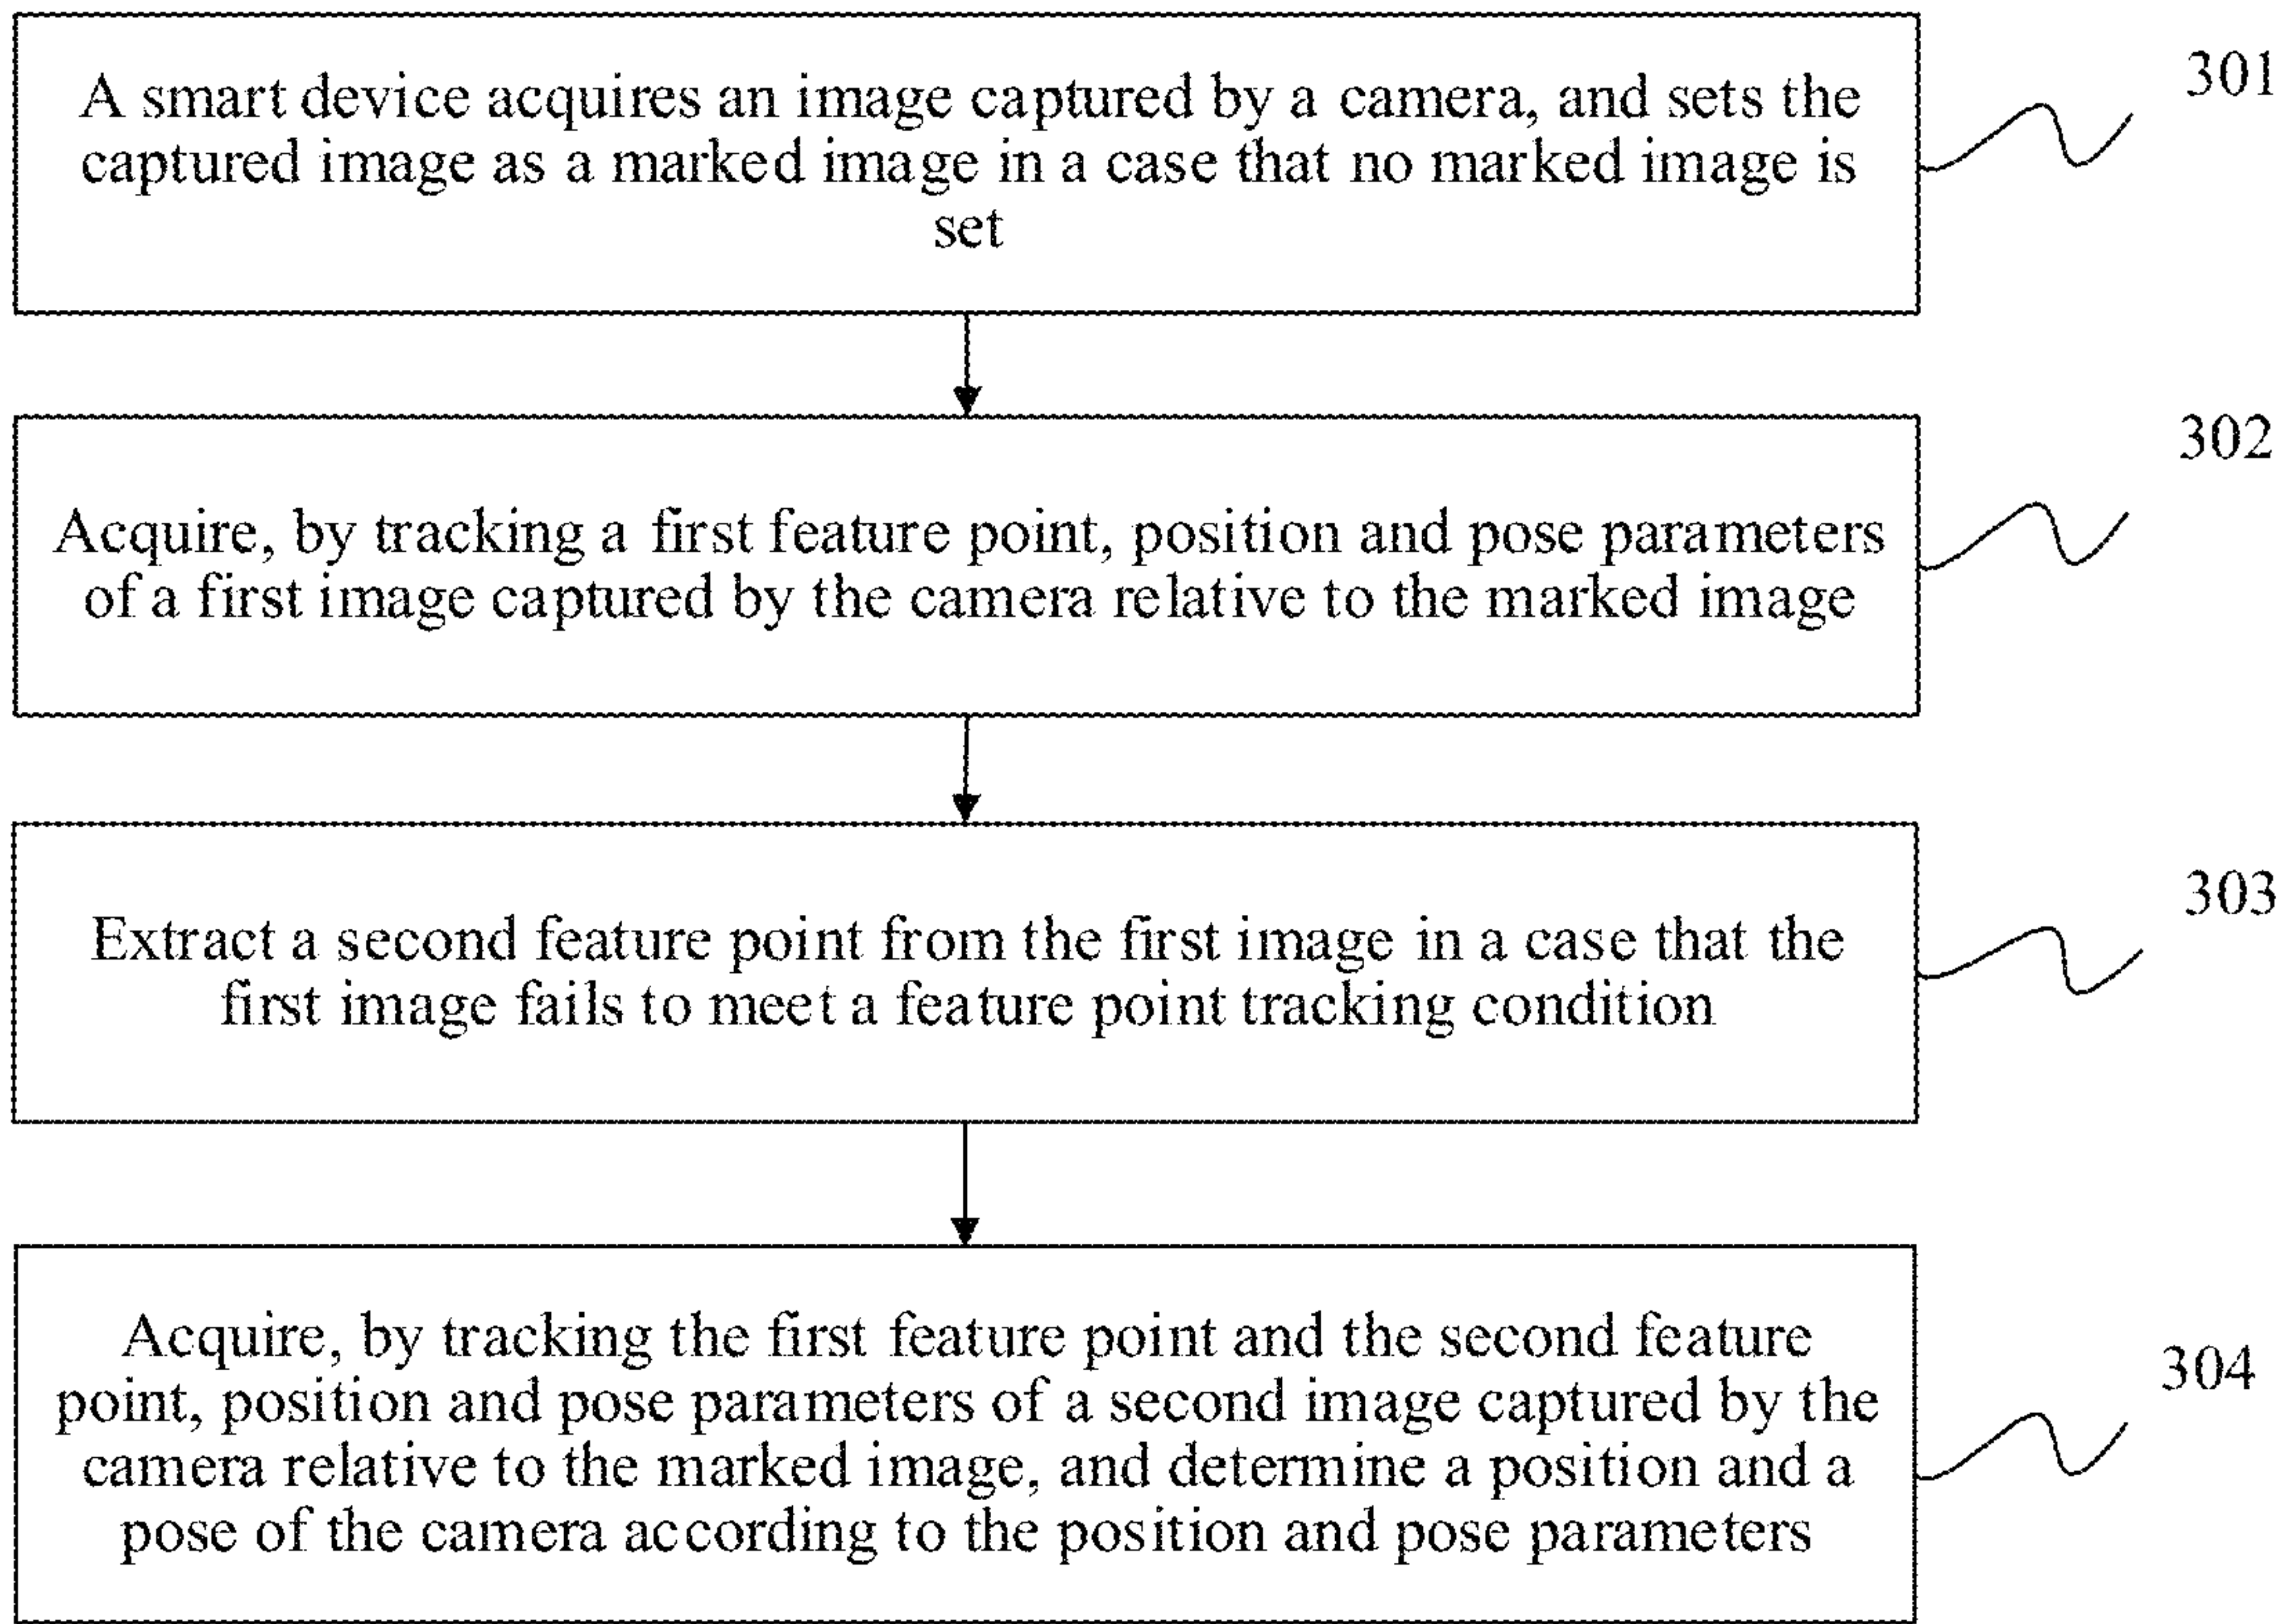 A smart device acquires an image captured by a camera, and sets the
captured image as a marked image in a case that no marked image is
set
301
Acquire, by tracking a first feature point, position and pose parameters
of a first image captured by the camera relative to the marked image
302
Extract a second feature point from the first image in a case that the
first image fails to meet a feature point tracking condition
303
Acquire, by tracking the first feature point and the second feature
point, position and pose parameters of a second image captured by the
camera relative to the marked image, and determine a position and a
pose of the camera according to the position and pose parameters
304